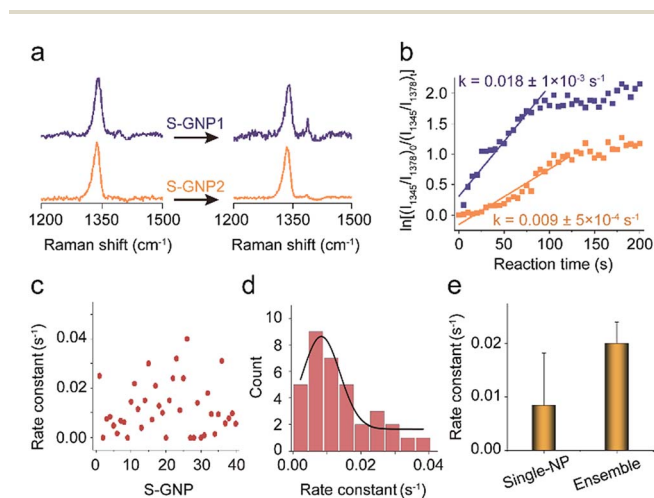 a
S-GNP1
S-GNP2
1200 1350 1500
1200 1350 1500
Raman shift (cm⁻¹)
Raman shift (cm⁻¹)
b
ln[(I₁₃₄₅/I₁₃₇₈)₀/(I₁₃₄₅/I₁₃₇₈)ₜ]
2.0
1.5
1.0
0.5
0.0
k = 0.018 ± 1×10⁻³ s⁻¹
k = 0.009 ± 5×10⁻⁴ s⁻¹
0 50 100 150 200
Reaction time (s)
c
Rate constant (s⁻¹)
0.04
0.02
0.00
0 10 20 30 40
S-GNP
d
Count
10
8
6
4
2
0
0.00 0.01 0.02 0.03 0.04
Rate constant (s⁻¹)
e
Rate constant (s⁻¹)
0.02
0.01
0.00
Single-NP
Ensemble